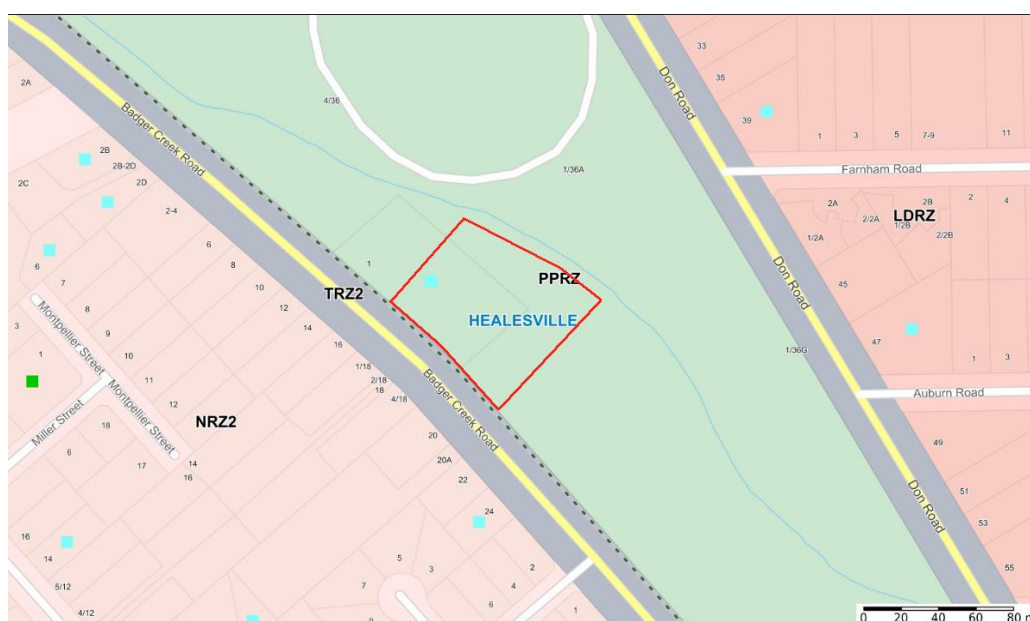 33
Don Road
35
2A
4/36
39
1
3
5
7-9
11
Badger Creek Road
2B
2B-2D
2C
2D
1/36A
Farnham Road
2-4
2A
2/2A
LDRZ
2B
2
4
1/2A
1/2B
2/2B
6
6
7
8
1
PPRZ
Don Road
45
TRZ2
10
Montpellier Street
8
12
HEALESVILLE
3
9
14
1/36G
47
1
10
16
1
3
11
1/18
2/18
18
4/18
Badger Creek Road
Auburn Road
Miller Street
Montpellier Street
12
NRZ2
18
20
49
6
20A
17
14
16
22
Don Road
51
24
53
16
14
5
3
2
55
5/12
7
4
4/12
6
1
8
0 20 40 60 80 m